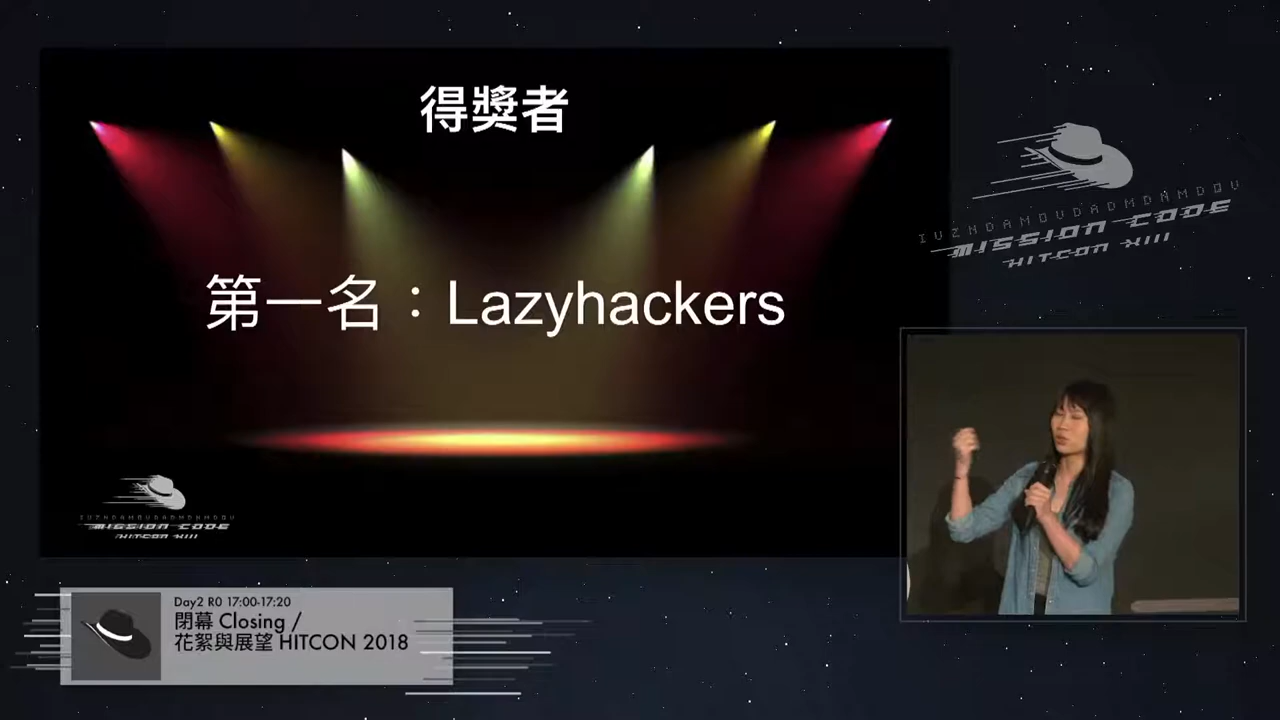 得獎者
第一名：Lazyhackers
MISSION CODE
HITCON XIII
MISSION CODE
HITCON XIII
Day2 R0 17:00-17:20
閉幕 Closing /
花絮與展望 HITCON 2018